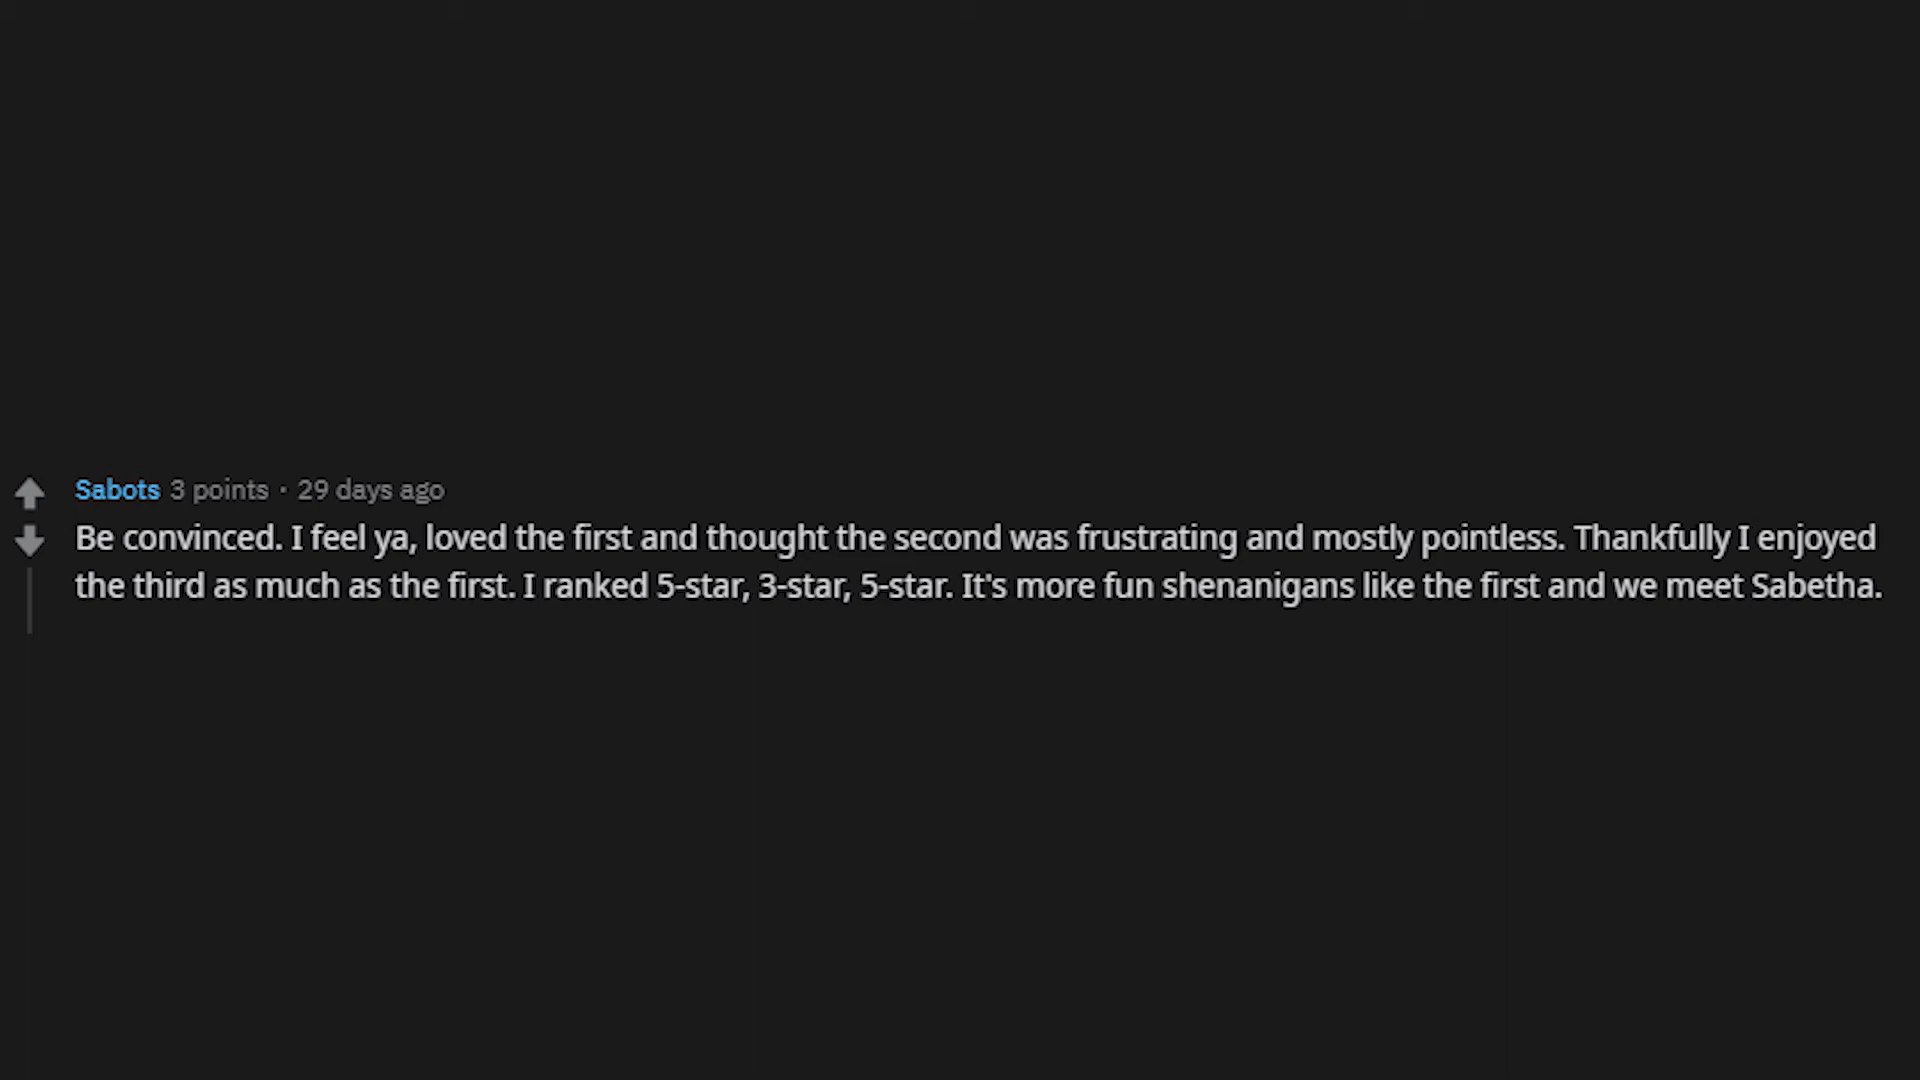 Sabots 3 points · 29 days ago
Be convinced. I feel ya, loved the first and thought the second was frustrating and mostly pointless. Thankfully I enjoyed
the third as much as the first. I ranked 5-star, 3-star, 5-star. It's more fun shenanigans like the first and we meet Sabetha.